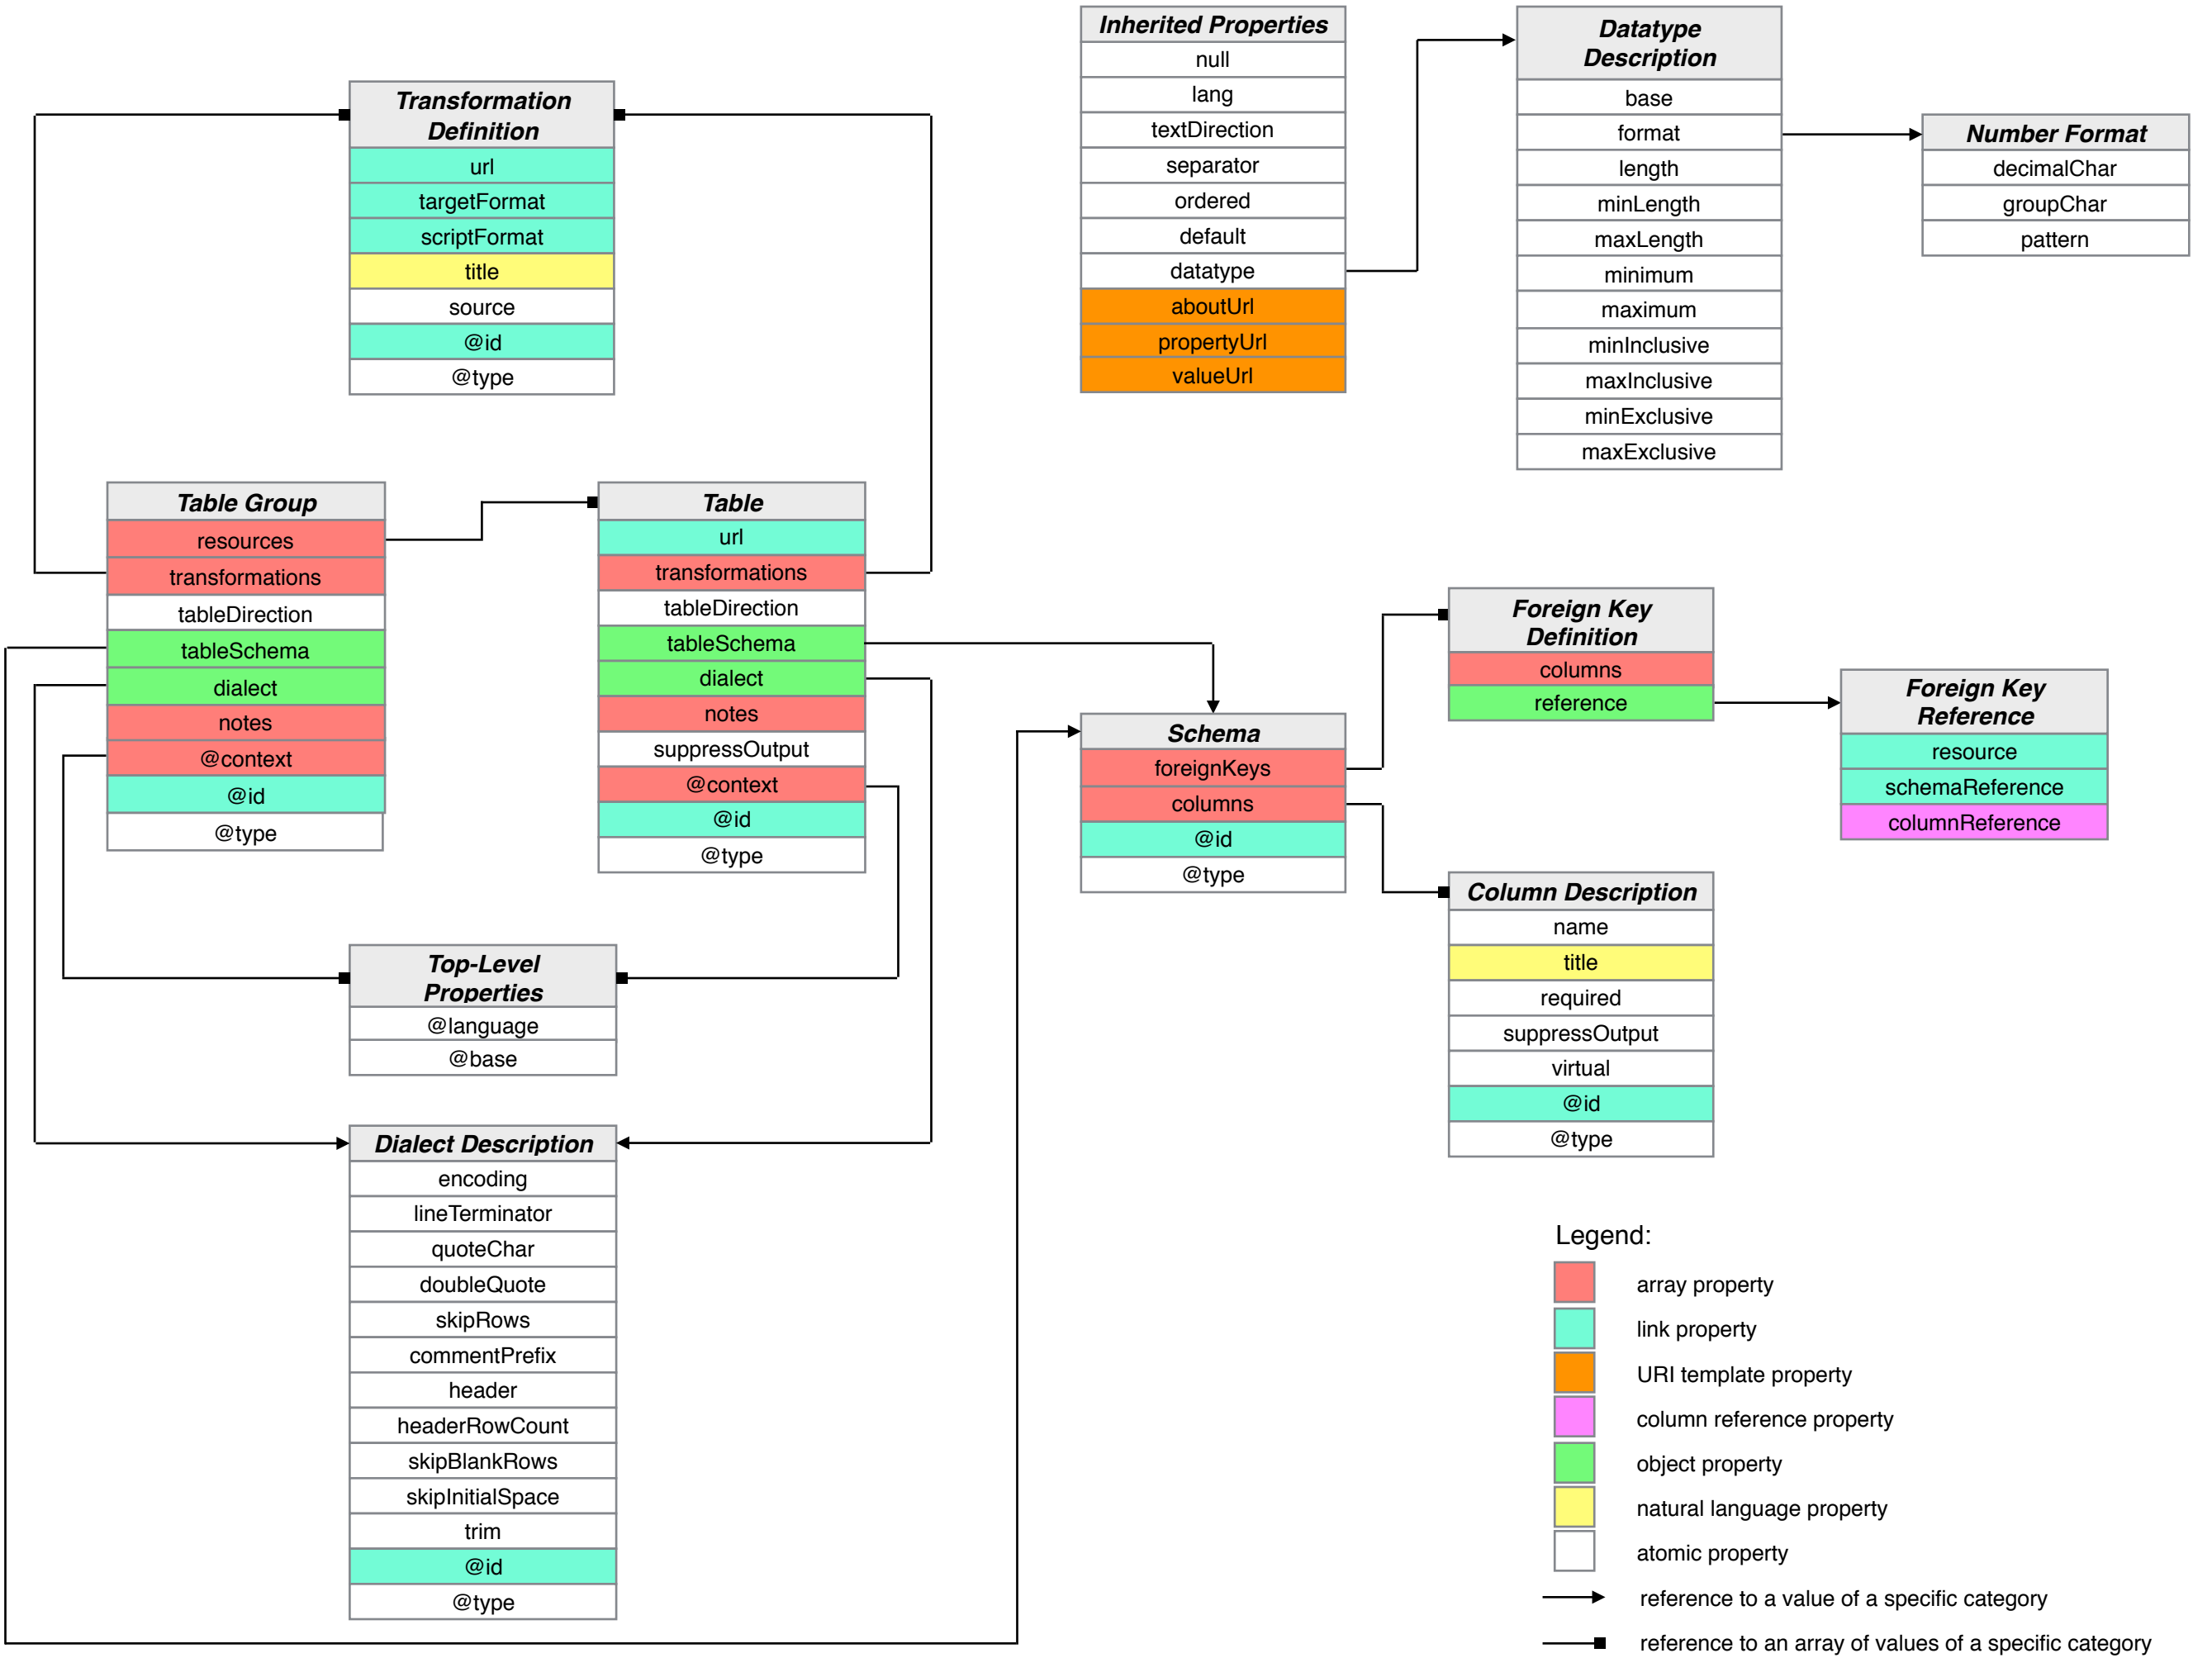 Transformation
Definition
url
targetFormat
scriptFormat
title
source
@id
@type
Inherited Properties
null
lang
textDirection
separator
ordered
default
datatype
aboutUrl
propertyUrl
valueUrl
Datatype
Description
base
format
length
minLength
maxLength
minimum
maximum
minInclusive
maxInclusive
minExclusive
maxExclusive
Number Format
decimalChar
groupChar
pattern
Table Group
resources
transformations
tableDirection
tableSchema
dialect
notes
@context
@id
@type
Table
url
transformations
tableDirection
tableSchema
dialect
notes
suppressOutput
@context
@id
@type
Schema
foreignKeys
columns
@id
@type
Foreign Key
Definition
columns
reference
Foreign Key
Reference
resource
schemaReference
columnReference
Column Description
name
title
required
suppressOutput
virtual
@id
@type
Top-Level
Properties
@language
@base
Dialect Description
encoding
lineTerminator
quoteChar
doubleQuote
skipRows
commentPrefix
header
headerRowCount
skipBlankRows
skipInitialSpace
trim
@id
@type
Legend:
array property
link property
URI template property
column reference property
object property
natural language property
atomic property
reference to a value of a specific category
reference to an array of values of a specific category